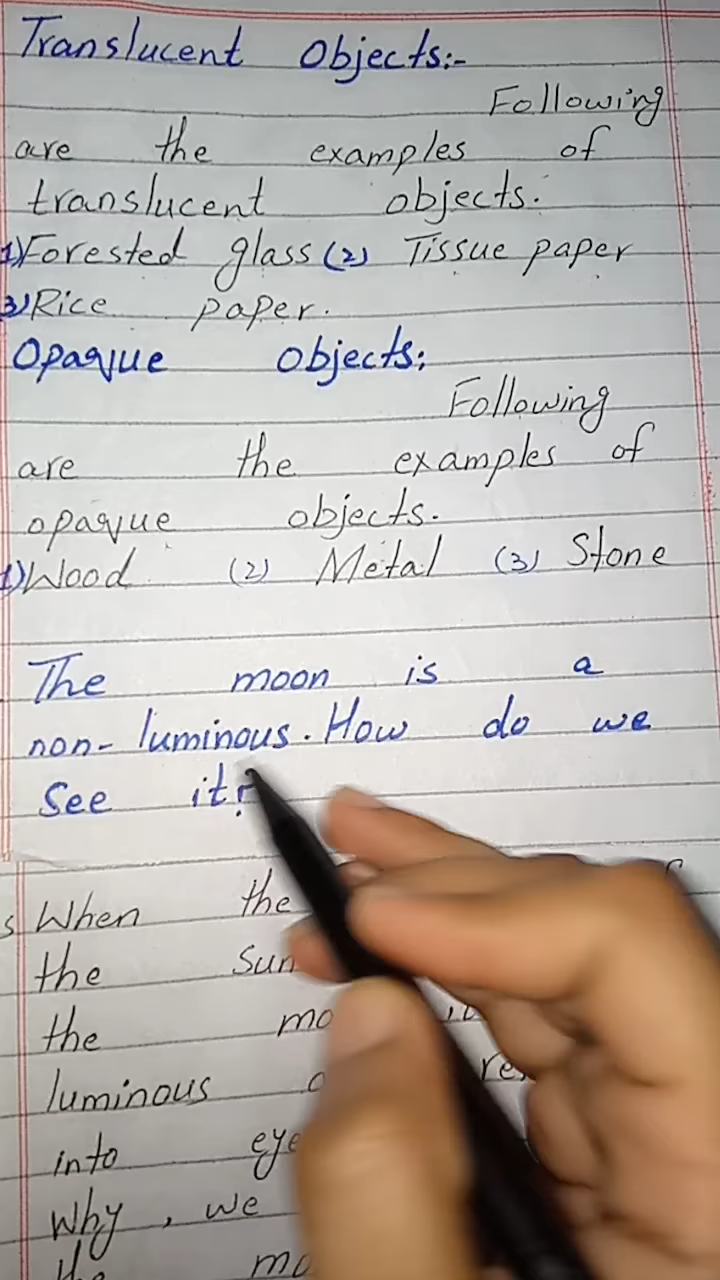 Translucent Objects:-
Following
are the examples of
translucent objects.
1) Forested glass (2) Tissue paper
3) Rice paper.
Opaque Objects:
Following
are the examples of
opaque objects.
1) Wood (2) Metal (3) Stone
The moon is a
non-luminous. How do we
See it?
When the
the Sun
the
luminous
into
why, we
the